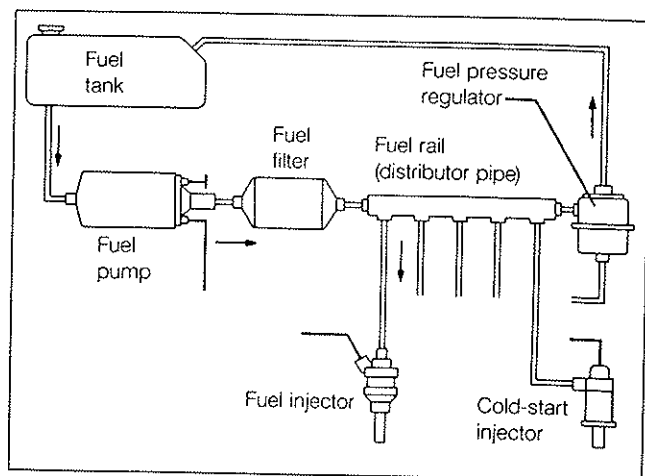 Fuel
tank
Fuel pressure
regulator
Fuel
filter
Fuel rail
(distributor pipe)
Fuel
pump
Fuel injector
Cold-start
injector